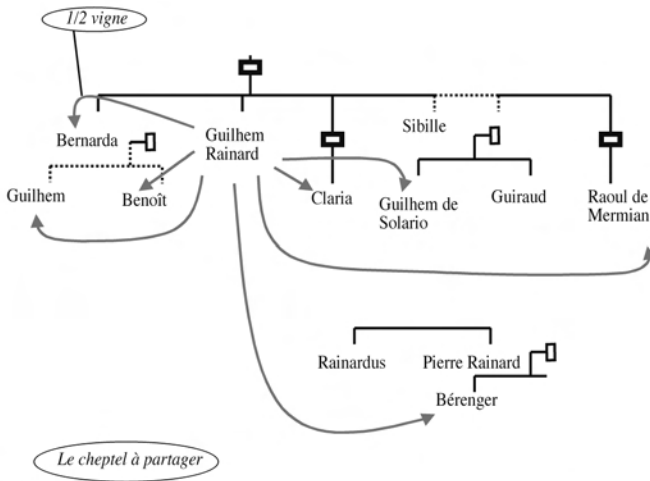 1/2 vigne
Sibille
Bernarda
Guilhem
Rainard
Guilhem
Benoît
Claria
Guilhem de
Solario
Guiraud
Raoul de
Mermian
Rainardus
Pierre Rainard
Bérenger
Le cheptel à partager